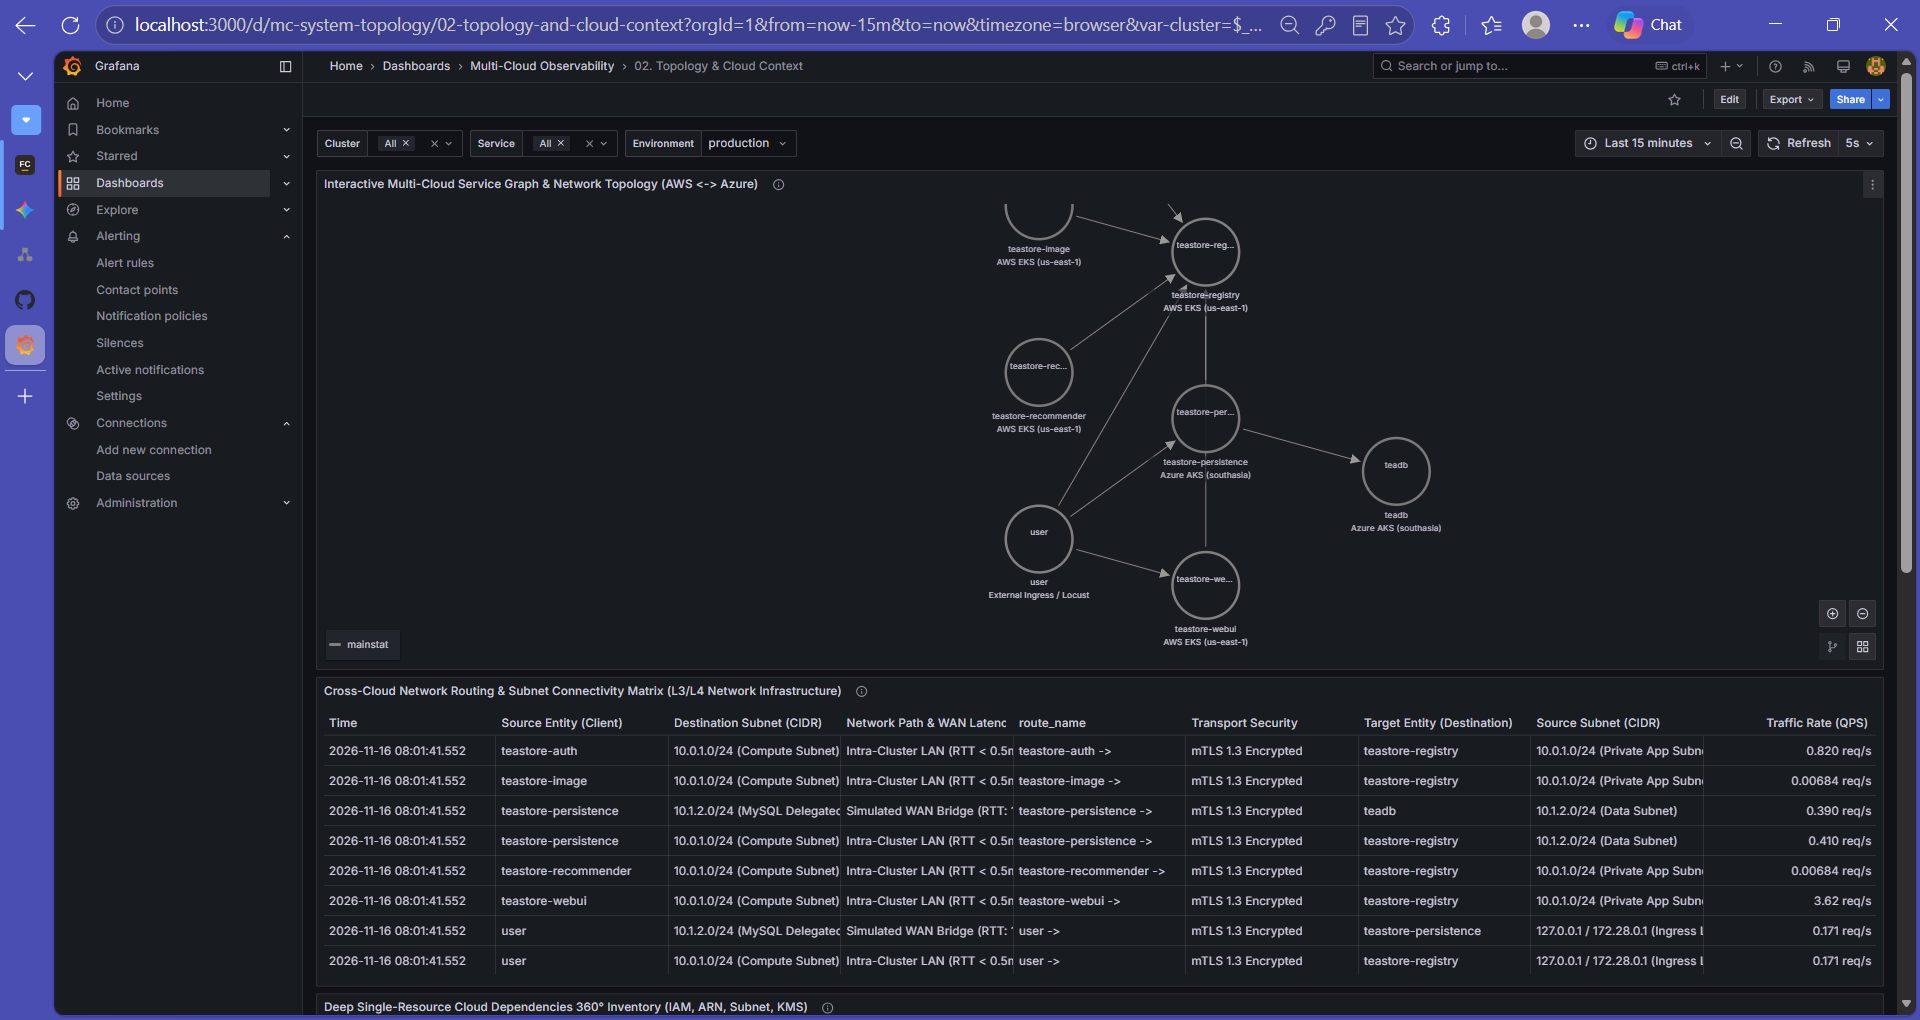 localhost:3000/d/mc-system-topology/02-topology-and-cloud-context?orgId=1&from=now-15m&to=now&timezone=browser&var-cluster=$_...
Chat
Grafana
Home › Dashboards › Multi-Cloud Observability › 02. Topology & Cloud Context
Search or jump to...
ctrl+k
Edit
Export
Share
FC
Home
Bookmarks
Starred
Dashboards
Explore
Alerting
Alert rules
Contact points
Notification policies
Silences
Active notifications
Settings
Connections
Add new connection
Data sources
Administration
Cluster All
Service All
Environment production
Last 15 minutes
Refresh 5s
Interactive Multi-Cloud Service Graph & Network Topology (AWS <-> Azure)
teastore-image
AWS EKS (us-east-1)
teastore-reg...
teastore-registry
AWS EKS (us-east-1)
teastore-rec...
teastore-recommender
AWS EKS (us-east-1)
teastore-per...
teastore-persistence
Azure AKS (southasia)
teadb
teadb
Azure AKS (southasia)
user
user
External Ingress / Locust
teastore-we...
teastore-webui
AWS EKS (us-east-1)
mainstat
Cross-Cloud Network Routing & Subnet Connectivity Matrix (L3/L4 Network Infrastructure)
Time Source Entity (Client) Destination Subnet (CIDR) Network Path & WAN Latenc route_name Transport Security Target Entity (Destination) Source Subnet (CIDR) Traffic Rate (QPS)
2026-11-16 08:01:41.552 teastore-auth 10.0.1.0/24 (Compute Subnet) Intra-Cluster LAN (RTT < 0.5m teastore-auth -> mTLS 1.3 Encrypted teastore-registry 10.0.1.0/24 (Private App Subn 0.820 req/s
2026-11-16 08:01:41.552 teastore-image 10.0.1.0/24 (Compute Subnet) Intra-Cluster LAN (RTT < 0.5m teastore-image -> mTLS 1.3 Encrypted teastore-registry 10.0.1.0/24 (Private App Subn 0.00684 req/s
2026-11-16 08:01:41.552 teastore-persistence 10.1.2.0/24 (MySQL Delegated Simulated WAN Bridge (RTT: teastore-persistence -> mTLS 1.3 Encrypted teadb 10.1.2.0/24 (Data Subnet) 0.390 req/s
2026-11-16 08:01:41.552 teastore-persistence 10.0.1.0/24 (Compute Subnet) Intra-Cluster LAN (RTT < 0.5m teastore-persistence -> mTLS 1.3 Encrypted teastore-registry 10.1.2.0/24 (Data Subnet) 0.410 req/s
2026-11-16 08:01:41.552 teastore-recommender 10.0.1.0/24 (Compute Subnet) Intra-Cluster LAN (RTT < 0.5m teastore-recommender -> mTLS 1.3 Encrypted teastore-registry 10.0.1.0/24 (Private App Subn 0.00684 req/s
2026-11-16 08:01:41.552 teastore-webui 10.0.1.0/24 (Compute Subnet) Intra-Cluster LAN (RTT < 0.5m teastore-webui -> mTLS 1.3 Encrypted teastore-registry 10.0.1.0/24 (Private App Subn 3.62 req/s
2026-11-16 08:01:41.552 user 10.1.2.0/24 (MySQL Delegated Simulated WAN Bridge (RTT: user -> mTLS 1.3 Encrypted teastore-persistence 127.0.0.1 / 172.28.0.1 (Ingress 0.171 req/s
2026-11-16 08:01:41.552 user 10.0.1.0/24 (Compute Subnet) Intra-Cluster LAN (RTT < 0.5m user -> mTLS 1.3 Encrypted teastore-registry 127.0.0.1 / 172.28.0.1 (Ingress 0.171 req/s
Deep Single-Resource Cloud Dependencies 360° Inventory (IAM, ARN, Subnet, KMS)